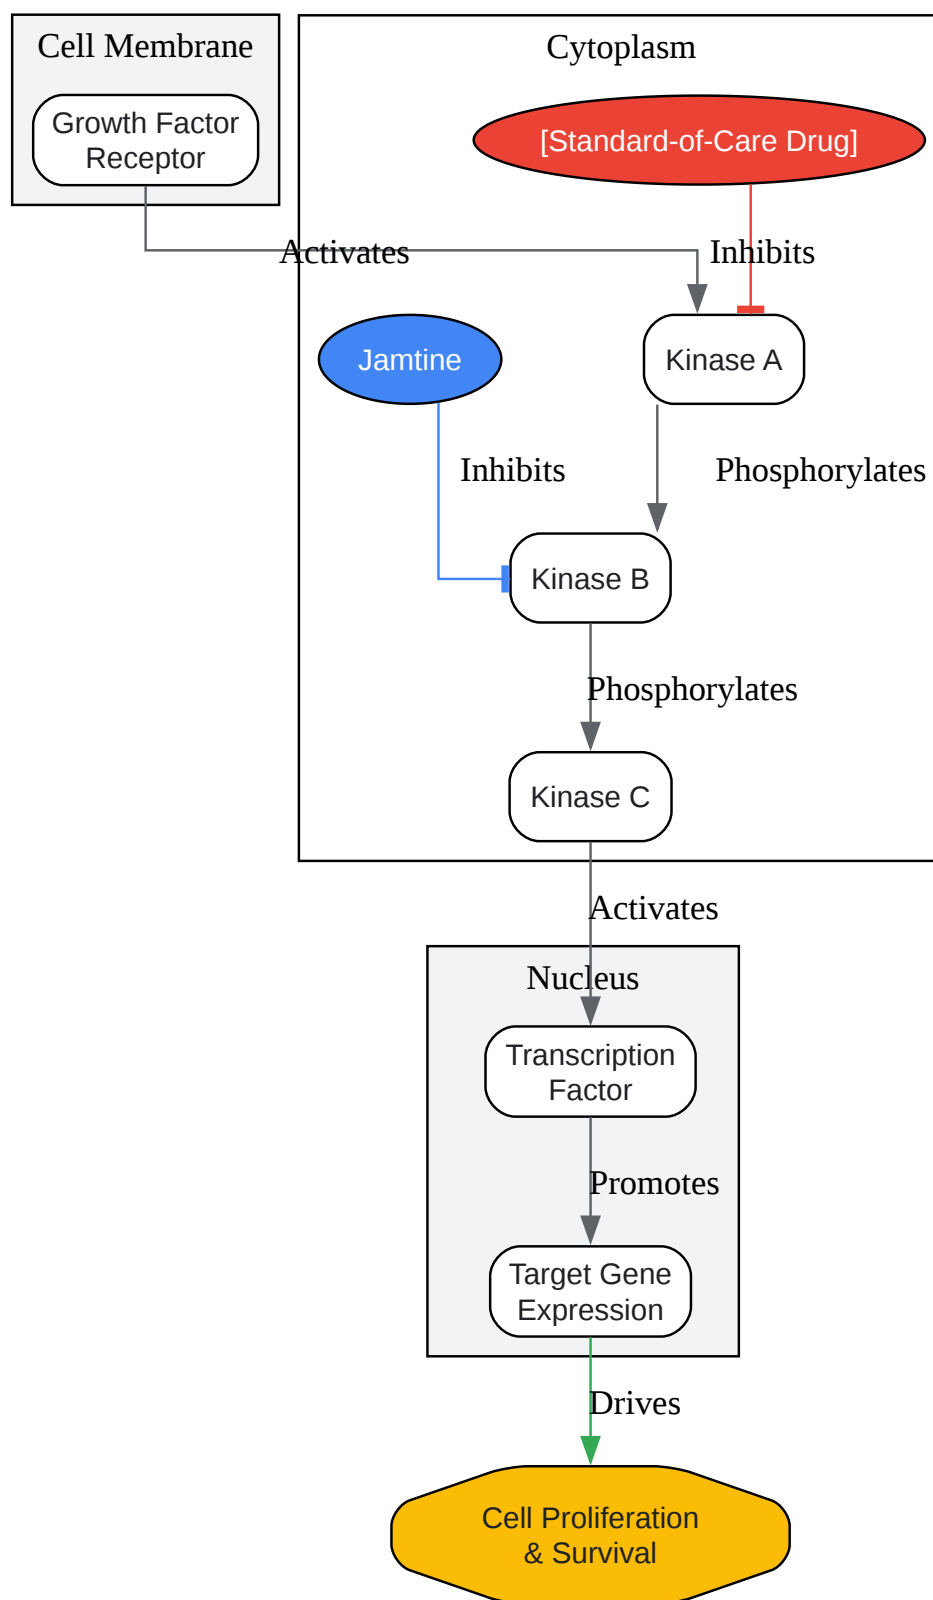 Cell Membrane
Cytoplasm
Growth Factor
Receptor
[Standard-of-Care Drug]
Activates
Inhibits
Jamtine
Kinase A
Inhibits
Phosphorylates
Kinase B
Phosphorylates
Kinase C
Activates
Nucleus
Transcription
Factor
Promotes
Target Gene
Expression
Drives
Cell Proliferation
& Survival